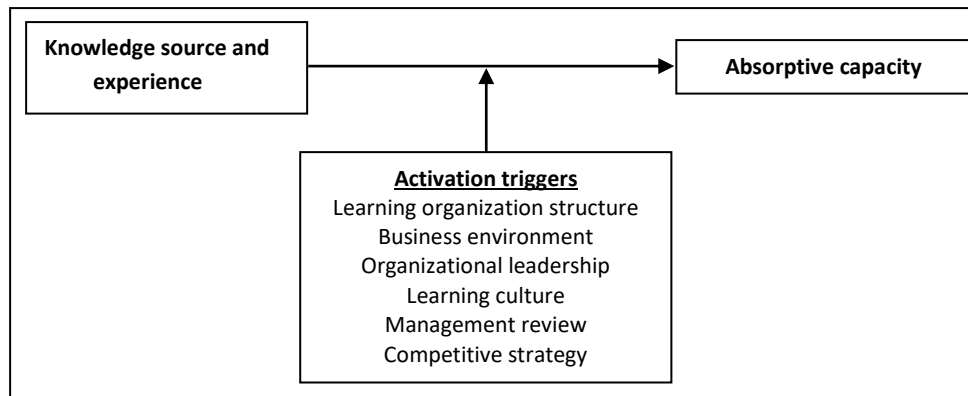 Knowledge source and
experience
Absorptive capacity
Activation triggers
Learning organization structure
Business environment
Organizational leadership
Learning culture
Management review
Competitive strategy